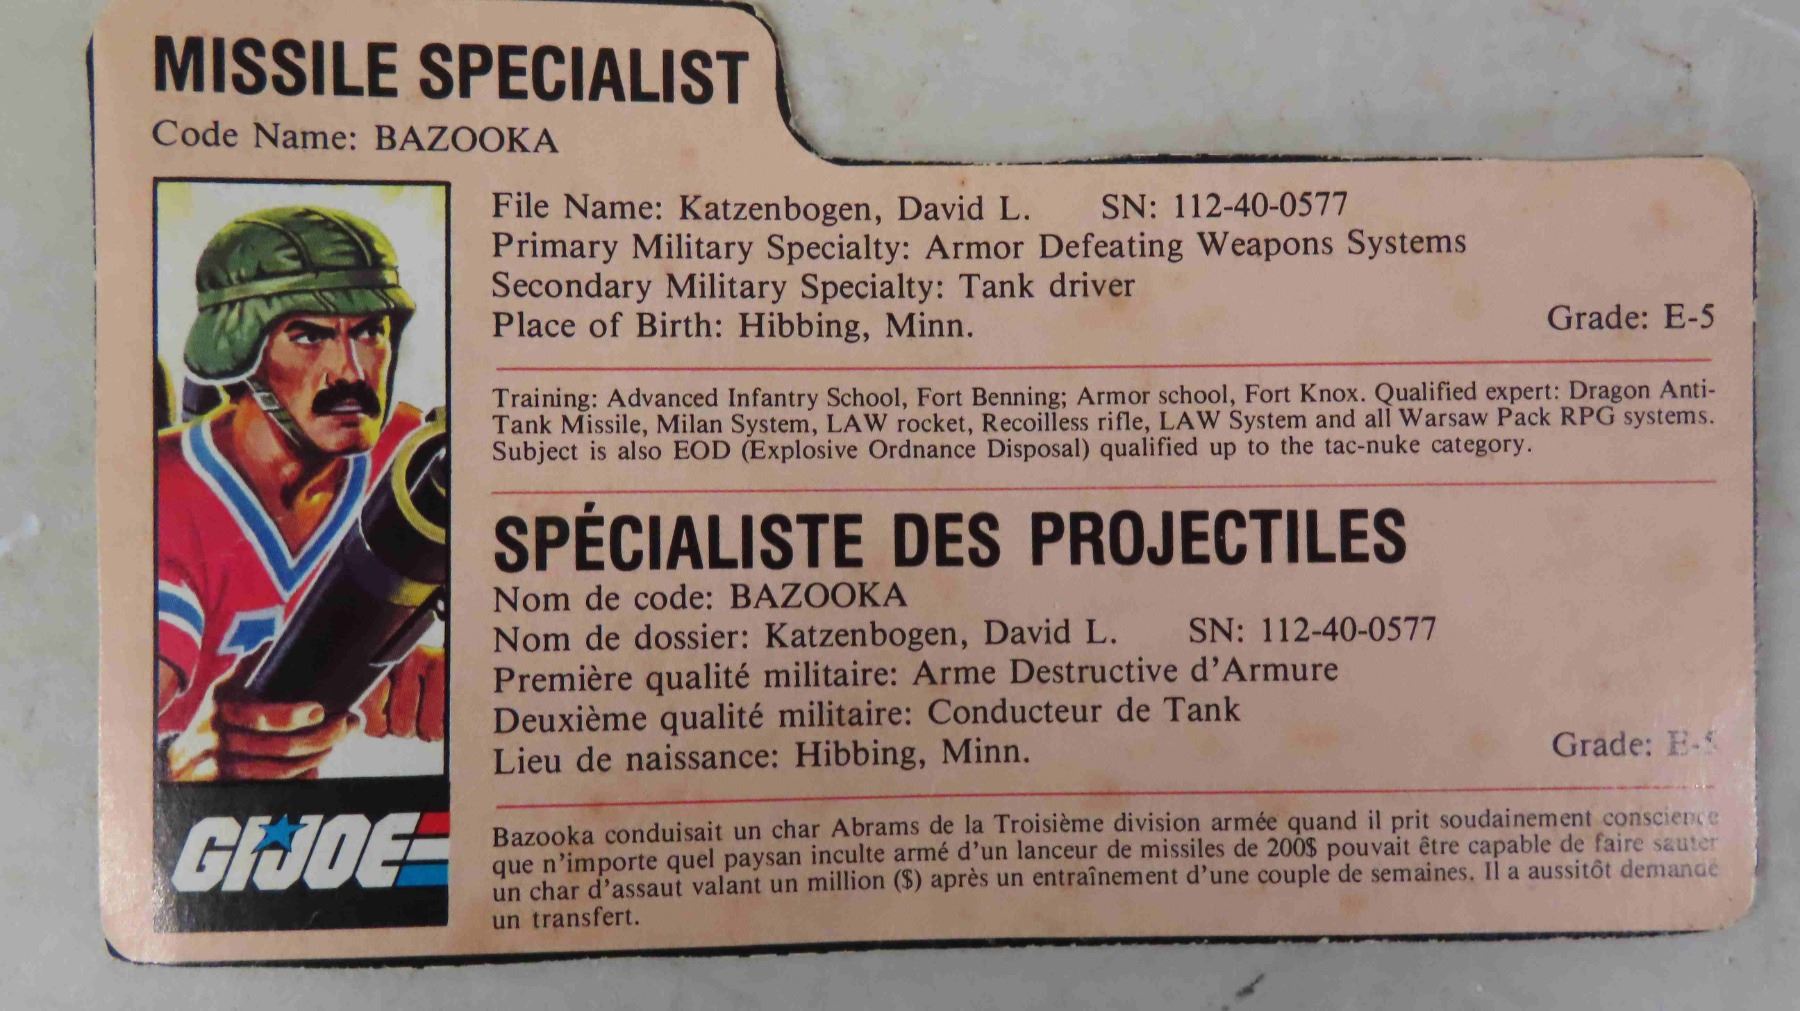 MISSILE SPECIALIST
Code Name: BAZOOKA
File Name: Katzenbogen, David L. SN: 112-40-0577
Primary Military Specialty: Armor Defeating Weapons Systems
Secondary Military Specialty: Tank driver
Place of Birth: Hibbing, Minn.
Grade: E-5
Training: Advanced Infantry School, Fort Benning; Armor school, Fort Knox. Qualified expert: Dragon Anti-
Tank Missile, Milan System, LAW rocket, Recoilless rifle, LAW System and all Warsaw Pack RPG systems.
Subject is also EOD (Explosive Ordnance Disposal) qualified up to the tac-nuke category.
SPÉCIALISTE DES PROJECTILES
Nom de code: BAZOOKA
Nom de dossier: Katzenbogen, David L. SN: 112-40-0577
Première qualité militaire: Arme Destructive d'Armure
Deuxième qualité militaire: Conducteur de Tank
Lieu de naissance: Hibbing, Minn.
Grade: E-5
Bazooka conduisait un char Abrams de la Troisième division armée quand il prit soudainement conscience
que n'importe quel paysan inculte armé d'un lanceur de missiles de 200$ pouvait être capable de faire sauter
un char d'assaut valant un million ($) après un entraînement d'une couple de semaines. Il a aussitôt demandé
un transfert.
GI JOE